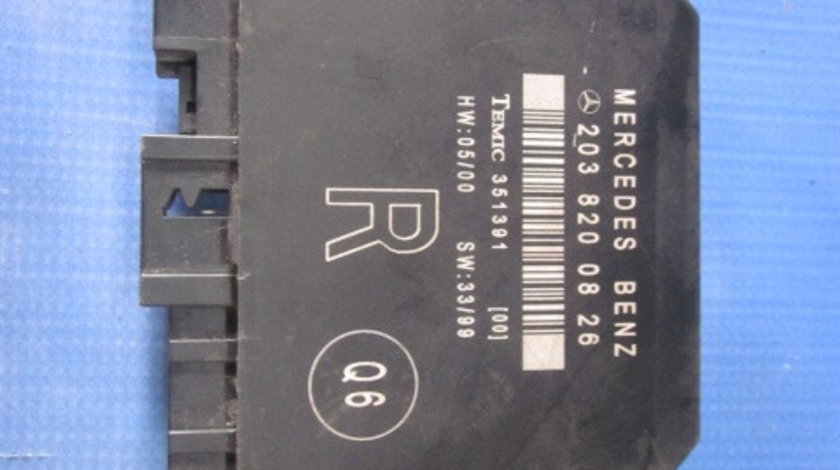 MERCEDES BENZ
203 820 08 26
TEMIC 351391 [00]
HW:05/00 SW:33/99
R
Q6